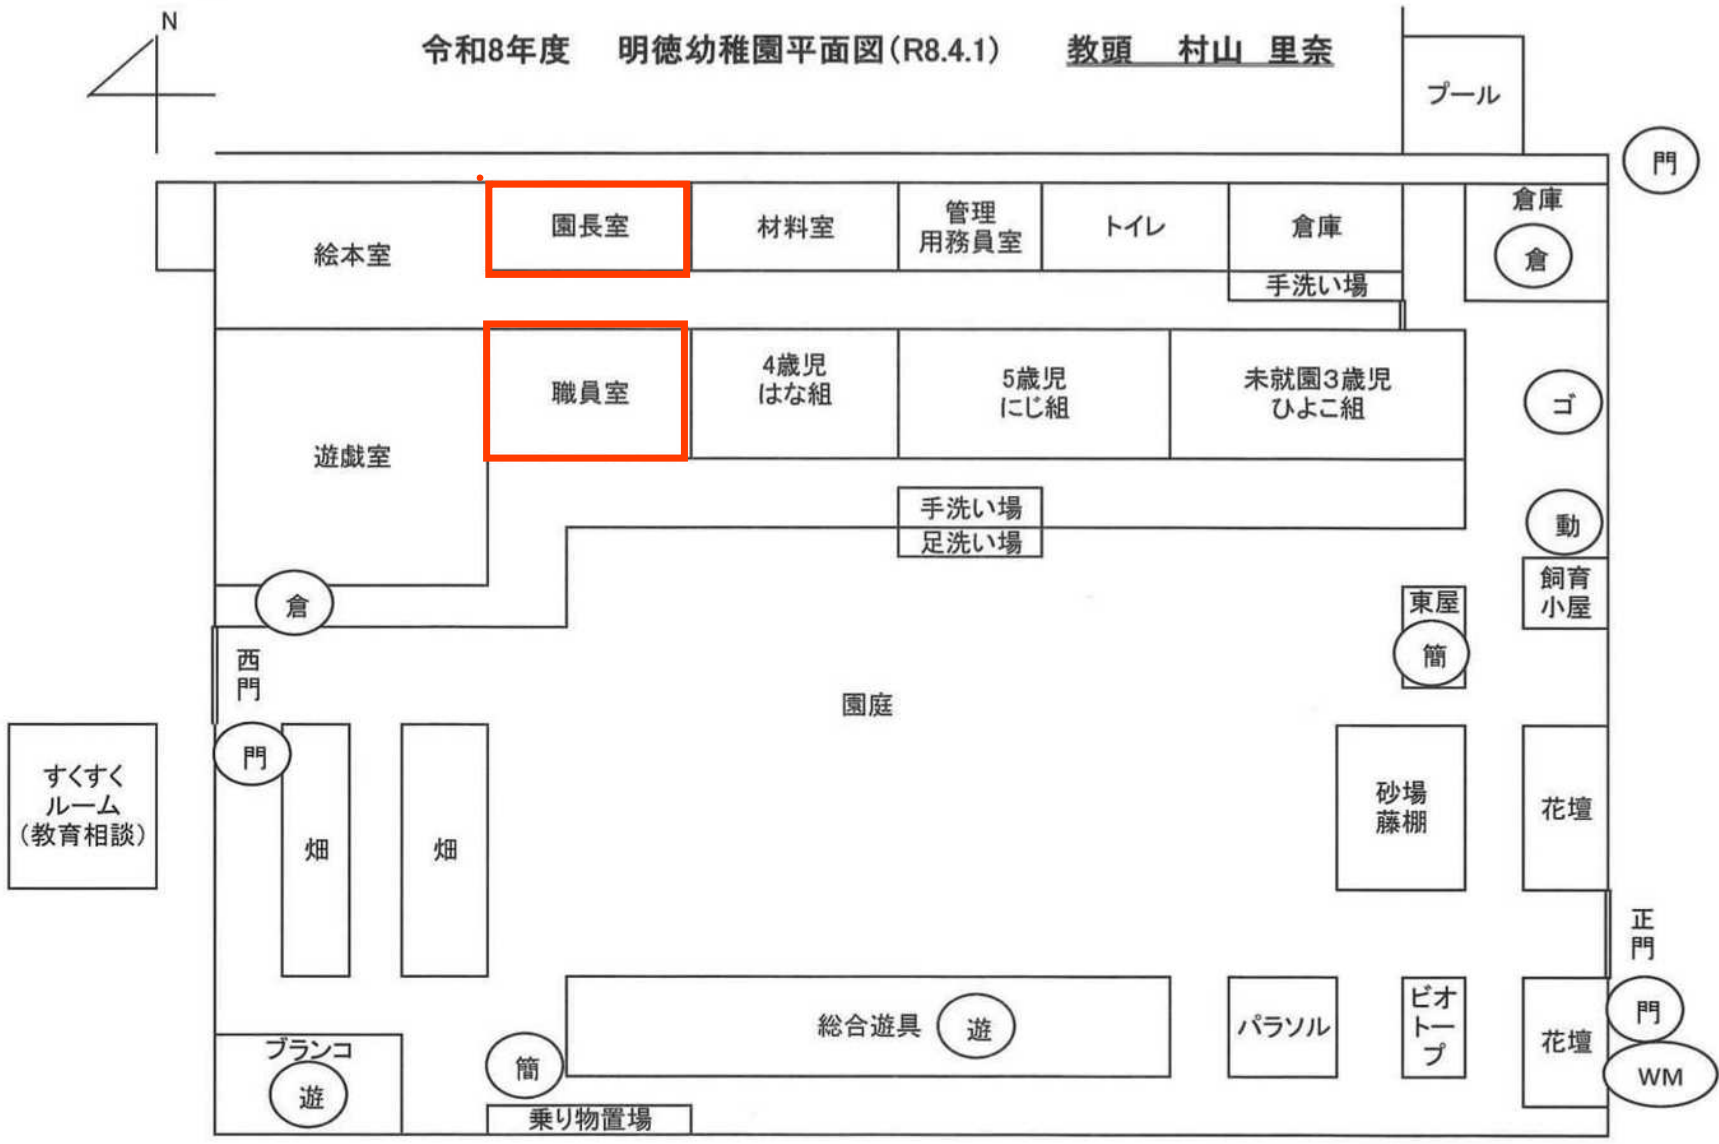 N
令和8年度 明徳幼稚園平面図(R8.4.1) 教頭 村山 里奈
プール
門
絵本室
園長室
材料室
管理
用務員室
トイレ
倉庫
手洗い場
倉庫
倉
遊戯室
職員室
4歳児
はな組
5歳児
にじ組
未就園3歳児
ひよこ組
ゴ
手洗い場
足洗い場
動
飼育
小屋
倉
東屋
簡
西門
園庭
門
すくすく
ルーム
(教育相談)
畑
畑
砂場
藤棚
花壇
正門
総合遊具
遊
パラソル
ビオトープ
花壇
門
WM
ブランコ
遊
簡
乗り物置場